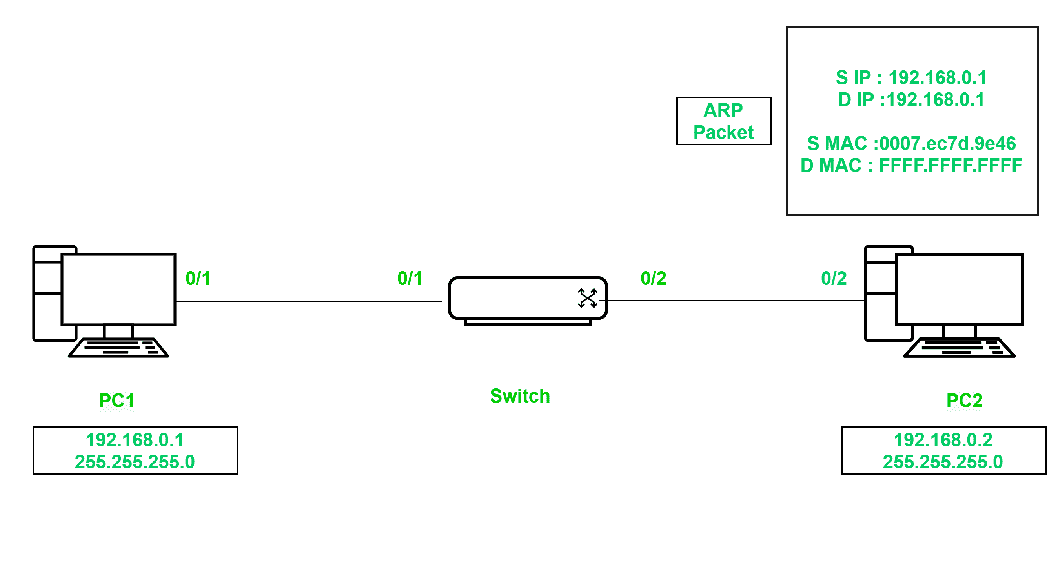 S IP : 192.168.0.1
D IP :192.168.0.1
ARP
Packet
S MAC :0007.ec7d.9e46
D MAC : FFFF.FFFF.FFFF
0/1
0/1
0/2
0/2
PC1
Switch
PC2
192.168.0.1
255.255.255.0
192.168.0.2
255.255.255.0